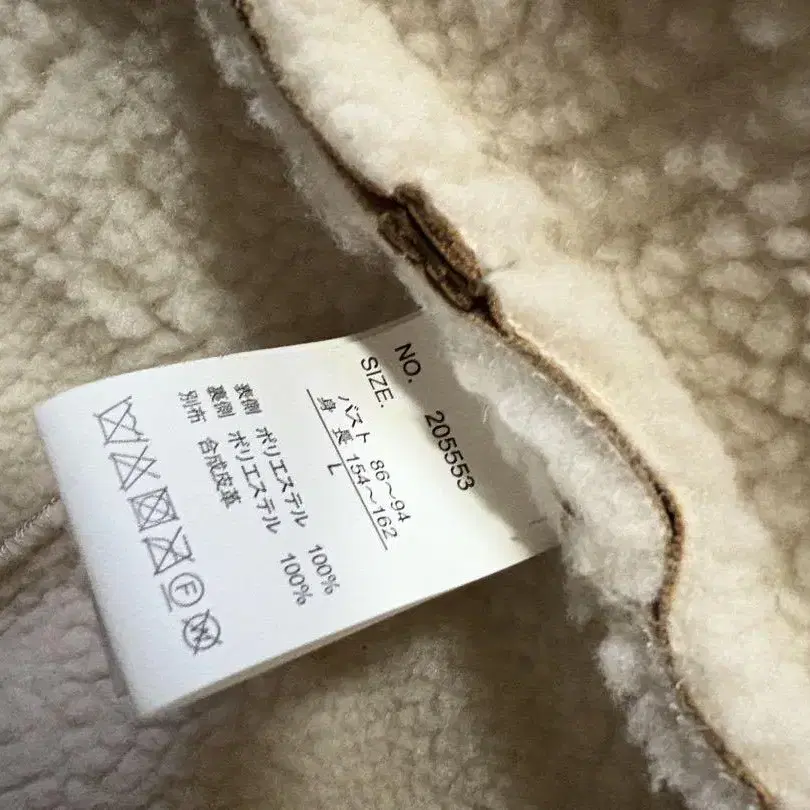 NO. 205553
SIZE.
バスト 86～94
身 長 154～162
L
表側 ポリエステル 100%
裏側 ポリエステル 100%
別布 合成皮革
F
W